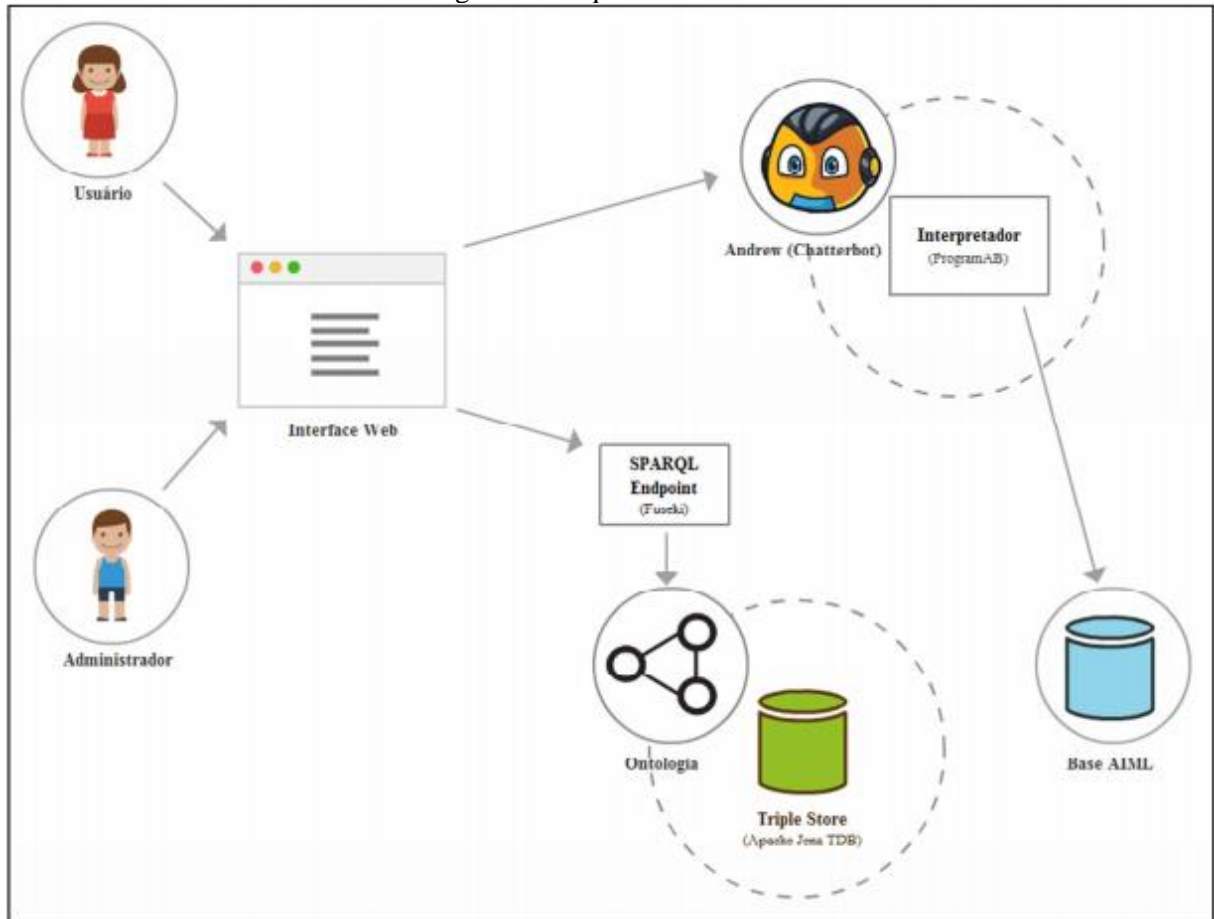 Usuário
Andrew (Chatterbot)
Interpretador
(ProgramAB)
Interface Web
SPARQL
Endpoint
(Fuseki)
Administrador
Ontologia
Base AIML
Triple Store
(Apache Jena TDB)